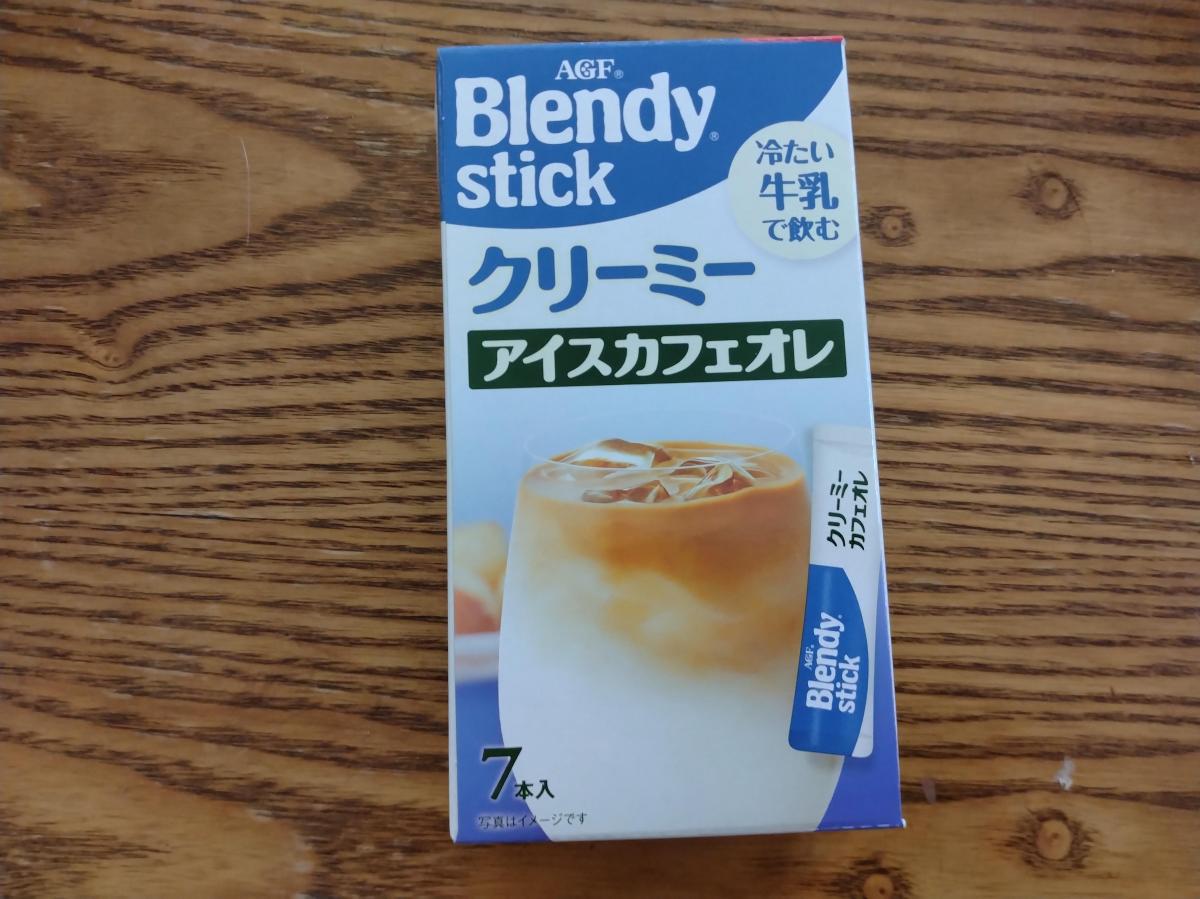 AGF®
Blendy®
stick
冷たい
牛乳
で飲む
クリーミー
アイスカフェオレ
クリーミー
カフェオレ
AGF®
Blendy®
stick
7本入
写真はイメージです